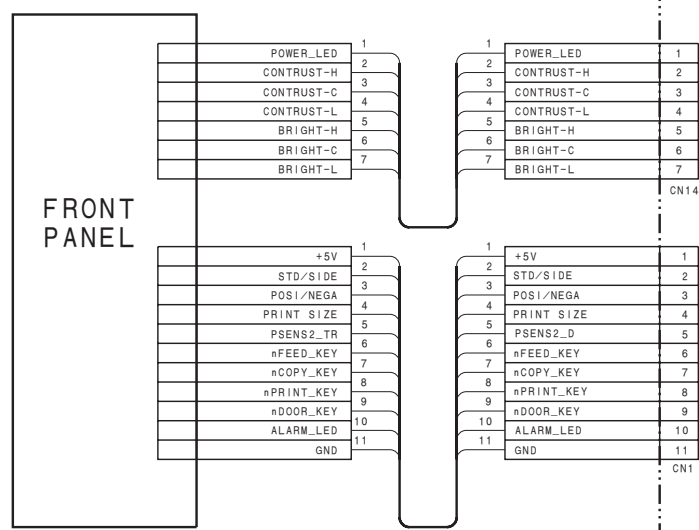 POWER_LED 1 1 POWER_LED 1
CONTRUST-H 2 2 CONTRUST-H 2
CONTRUST-C 3 3 CONTRUST-C 3
CONTRUST-L 4 4 CONTRUST-L 4
BRIGHT-H 5 5 BRIGHT-H 5
BRIGHT-C 6 6 BRIGHT-C 6
BRIGHT-L 7 7 BRIGHT-L 7
CN14
FRONT
PANEL
+5V 1 1 +5V 1
STD/SIDE 2 2 STD/SIDE 2
POSI/NEGA 3 3 POSI/NEGA 3
PRINT SIZE 4 4 PRINT SIZE 4
PSENS2_TR 5 5 PSENS2_D 5
nFEED_KEY 6 6 nFEED_KEY 6
nCOPY_KEY 7 7 nCOPY_KEY 7
nPRINT_KEY 8 8 nPRINT_KEY 8
nDOOR_KEY 9 9 nDOOR_KEY 9
ALARM_LED 10 10 ALARM_LED 10
GND 11 11 GND 11
CN1